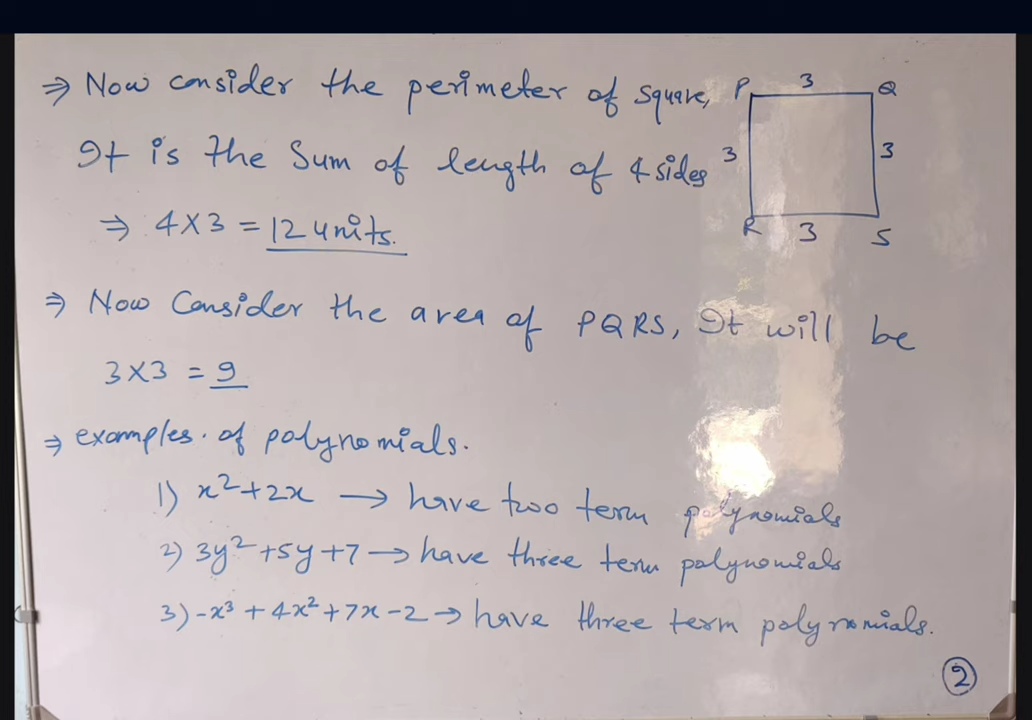 ⇒ Now consider the perimeter of square,
It is the Sum of length of 4 sides
⇒ 4×3 = 12 units.
P 3 Q
3 3
R 3 S
⇒ Now Consider the area of PQRS, It will be
3×3 = 9
⇒ examples. of polynomials.
1) x²+2x → have two term polynomials
2) 3y²+5y+7 → have three term polynomials
3) -x³ + 4x² + 7x - 2 → have three term polynomials.
2